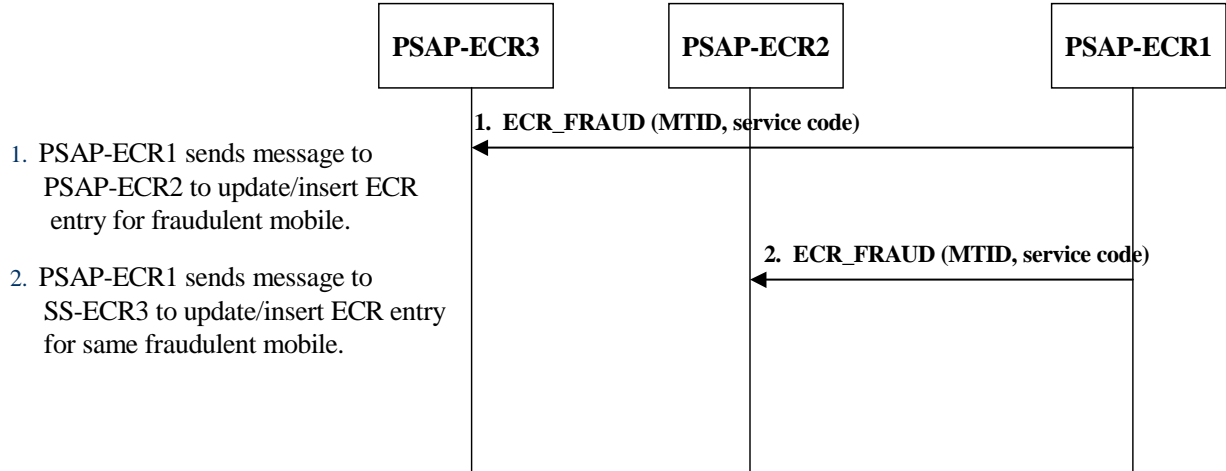 PSAP-ECR3
PSAP-ECR2
PSAP-ECR1
1. ECR_FRAUD (MTID, service code)
1. PSAP-ECR1 sends message to
PSAP-ECR2 to update/insert ECR
entry for fraudulent mobile.
2. ECR_FRAUD (MTID, service code)
2. PSAP-ECR1 sends message to
SS-ECR3 to update/insert ECR entry
for same fraudulent mobile.